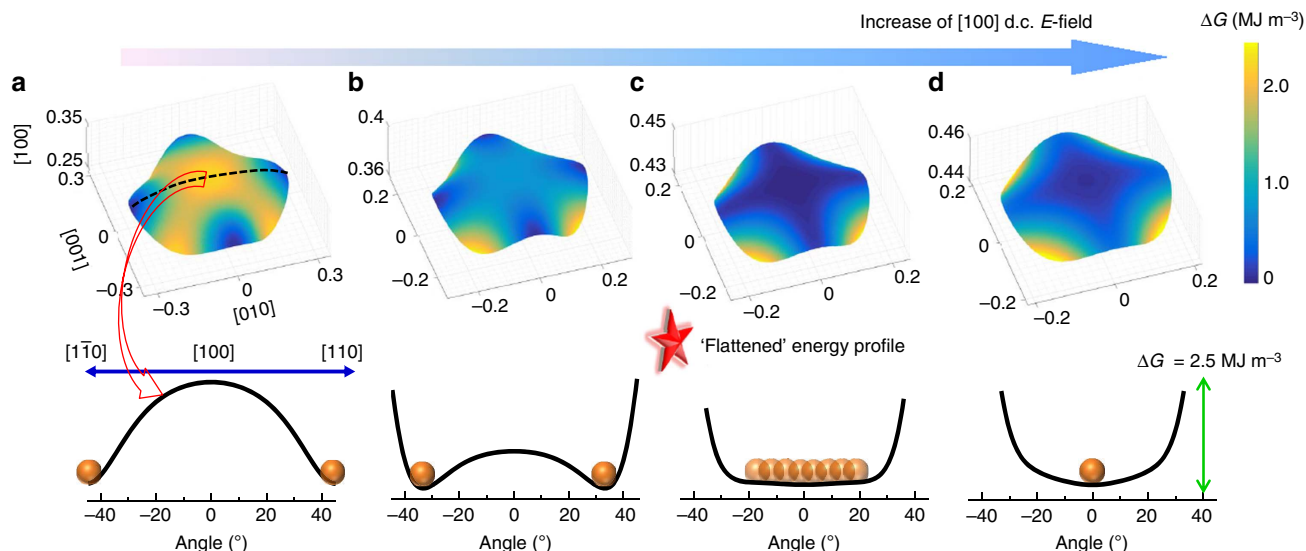 Increase of [100] d.c. E-field
ΔG (MJ m⁻³)
a
b
c
d
0.35
0.25
0.3
0
−0.3
[100]
[001]
−0.3
0
0.3
[010]
0.4
0.36
0.2
0
−0.2
−0.2
0
0.2
0.45
0.43
0.2
0
−0.2
−0.2
0
0.2
0.46
0.44
0.2
0
−0.2
−0.2
0
0.2
2.0
1.0
0
'Flattened' energy profile
[11̄0]
[100]
[110]
ΔG = 2.5 MJ m⁻³
−40 −20 0 20 40
Angle (°)
−40 −20 0 20 40
Angle (°)
−40 −20 0 20 40
Angle (°)
−40 −20 0 20 40
Angle (°)